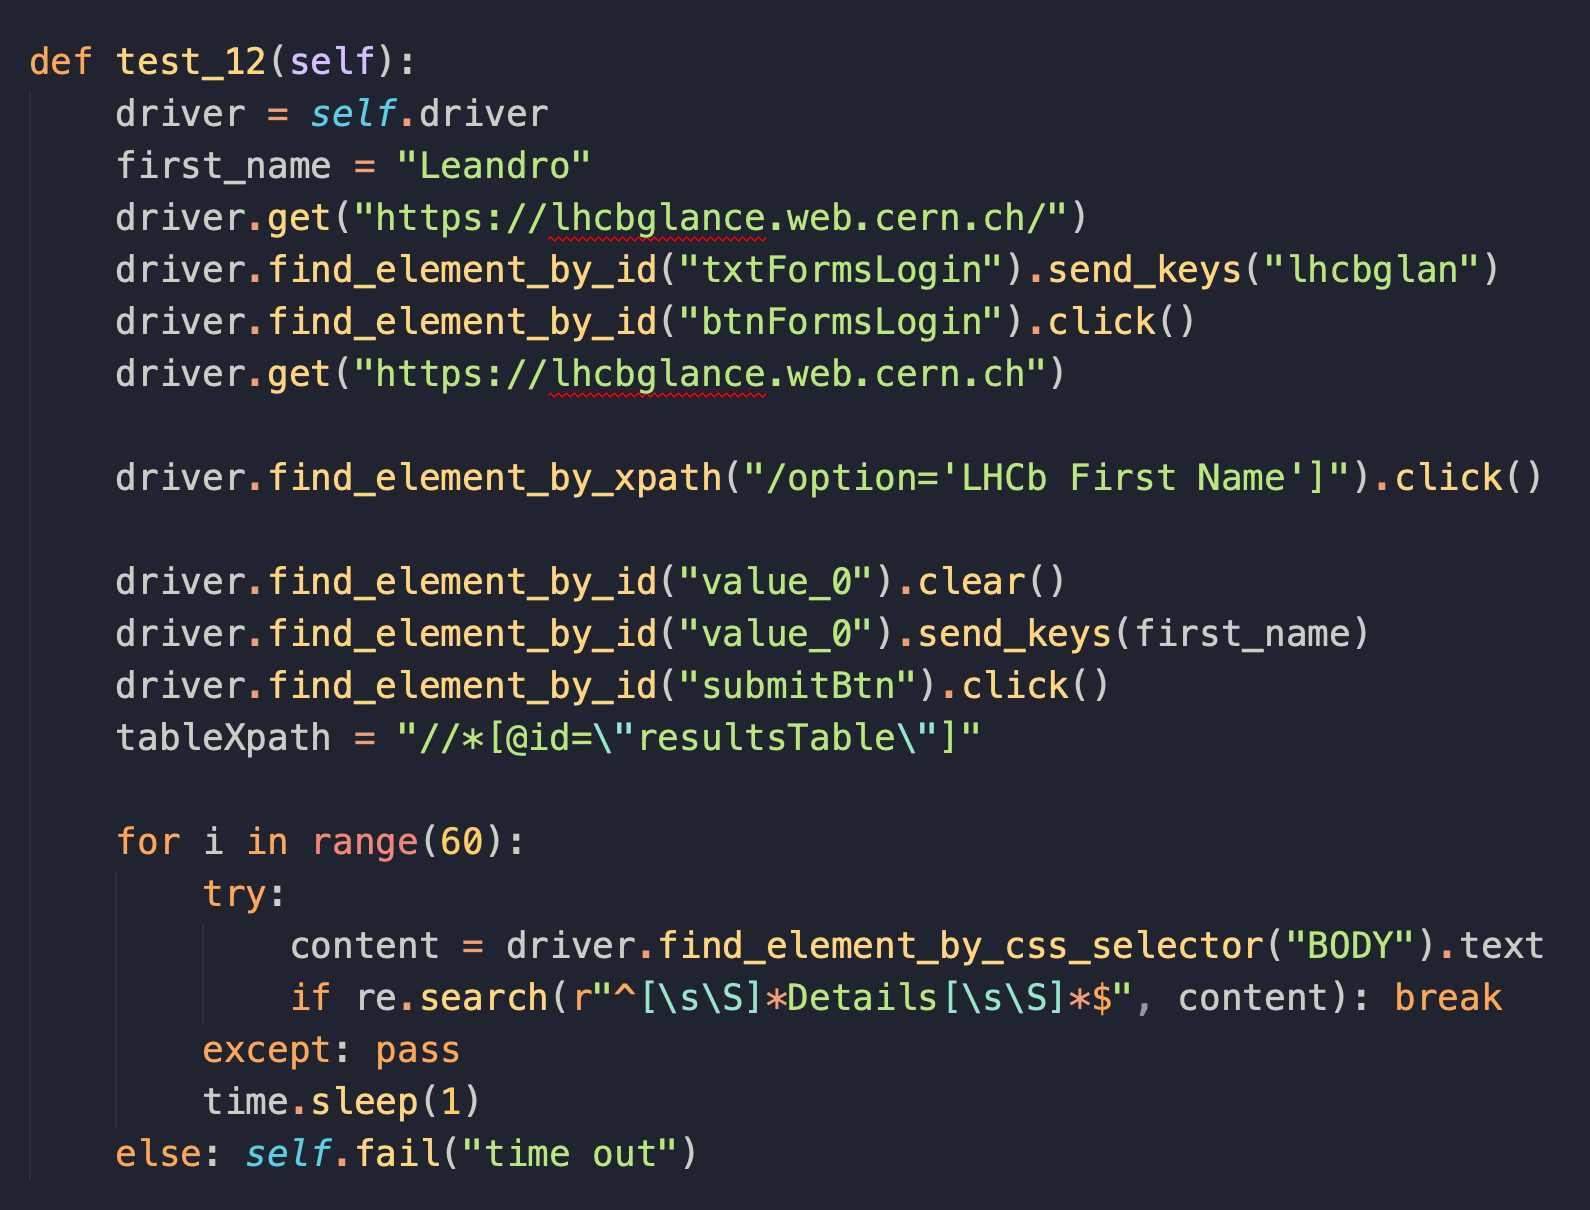 def test_12(self):
    driver = self.driver
    first_name = "Leandro"
    driver.get("https://lhcbglance.web.cern.ch/")
    driver.find_element_by_id("txtFormsLogin").send_keys("lhcbglan")
    driver.find_element_by_id("btnFormsLogin").click()
    driver.get("https://lhcbglance.web.cern.ch")

    driver.find_element_by_xpath("/option='LHCb First Name']").click()

    driver.find_element_by_id("value_0").clear()
    driver.find_element_by_id("value_0").send_keys(first_name)
    driver.find_element_by_id("submitBtn").click()
    tableXpath = "//*[@id=\"resultsTable\"]"

    for i in range(60):
        try:
            content = driver.find_element_by_css_selector("BODY").text
            if re.search(r"^[\s\S]*Details[\s\S]*$", content): break
        except: pass
        time.sleep(1)
    else: self.fail("time out")